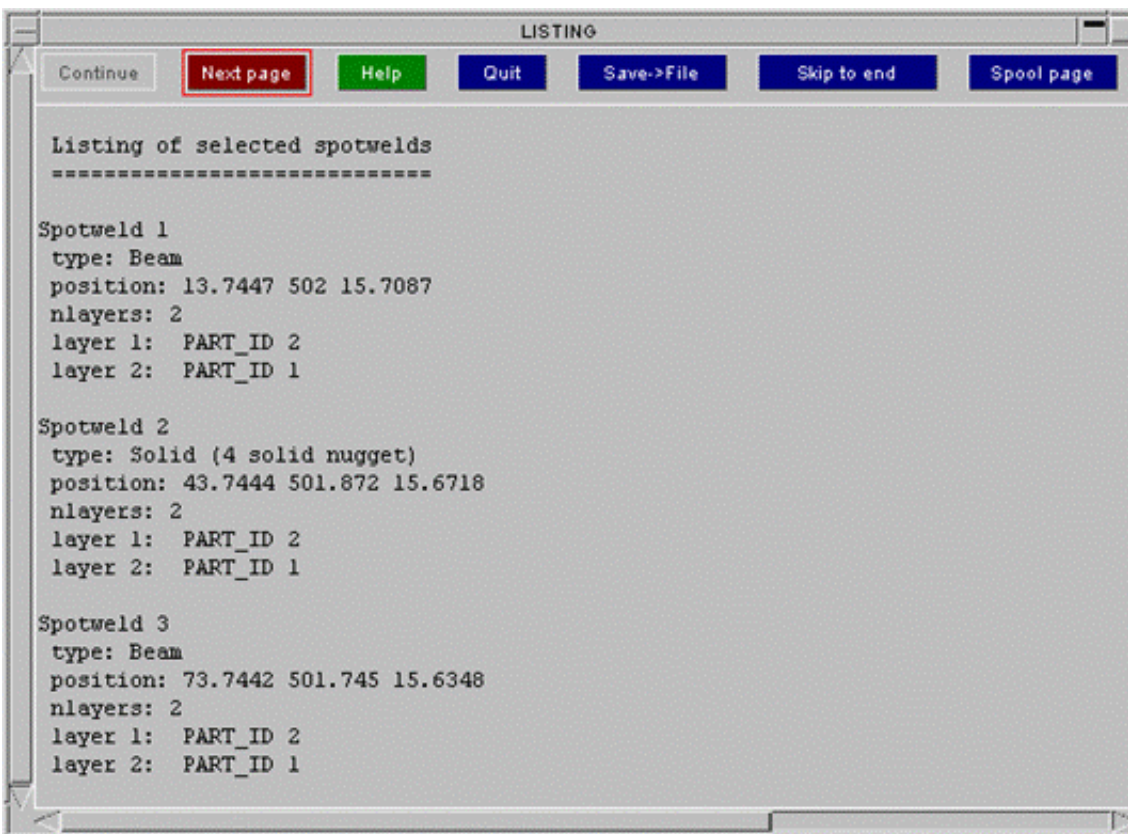 LISTING
Continue Next page Help Quit Save->File Skip to end Spool page
Listing of selected spotwelds
=============================
Spotweld 1
type: Beam
position: 13.7447 502 15.7087
nlayers: 2
layer 1: PART_ID 2
layer 2: PART_ID 1
Spotweld 2
type: Solid (4 solid nugget)
position: 43.7444 501.872 15.6718
nlayers: 2
layer 1: PART_ID 2
layer 2: PART_ID 1
Spotweld 3
type: Beam
position: 73.7442 501.745 15.6348
nlayers: 2
layer 1: PART_ID 2
layer 2: PART_ID 1